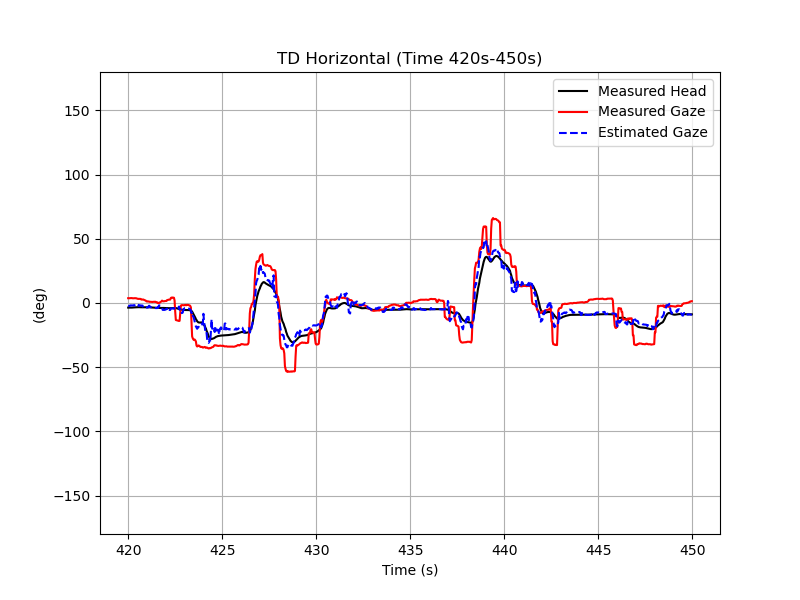 TD Horizontal (Time 420s-450s)
Measured Head
Measured Gaze
Estimated Gaze
150
100
50
0
−50
−100
−150
(deg)
420 425 430 435 440 445 450
Time (s)